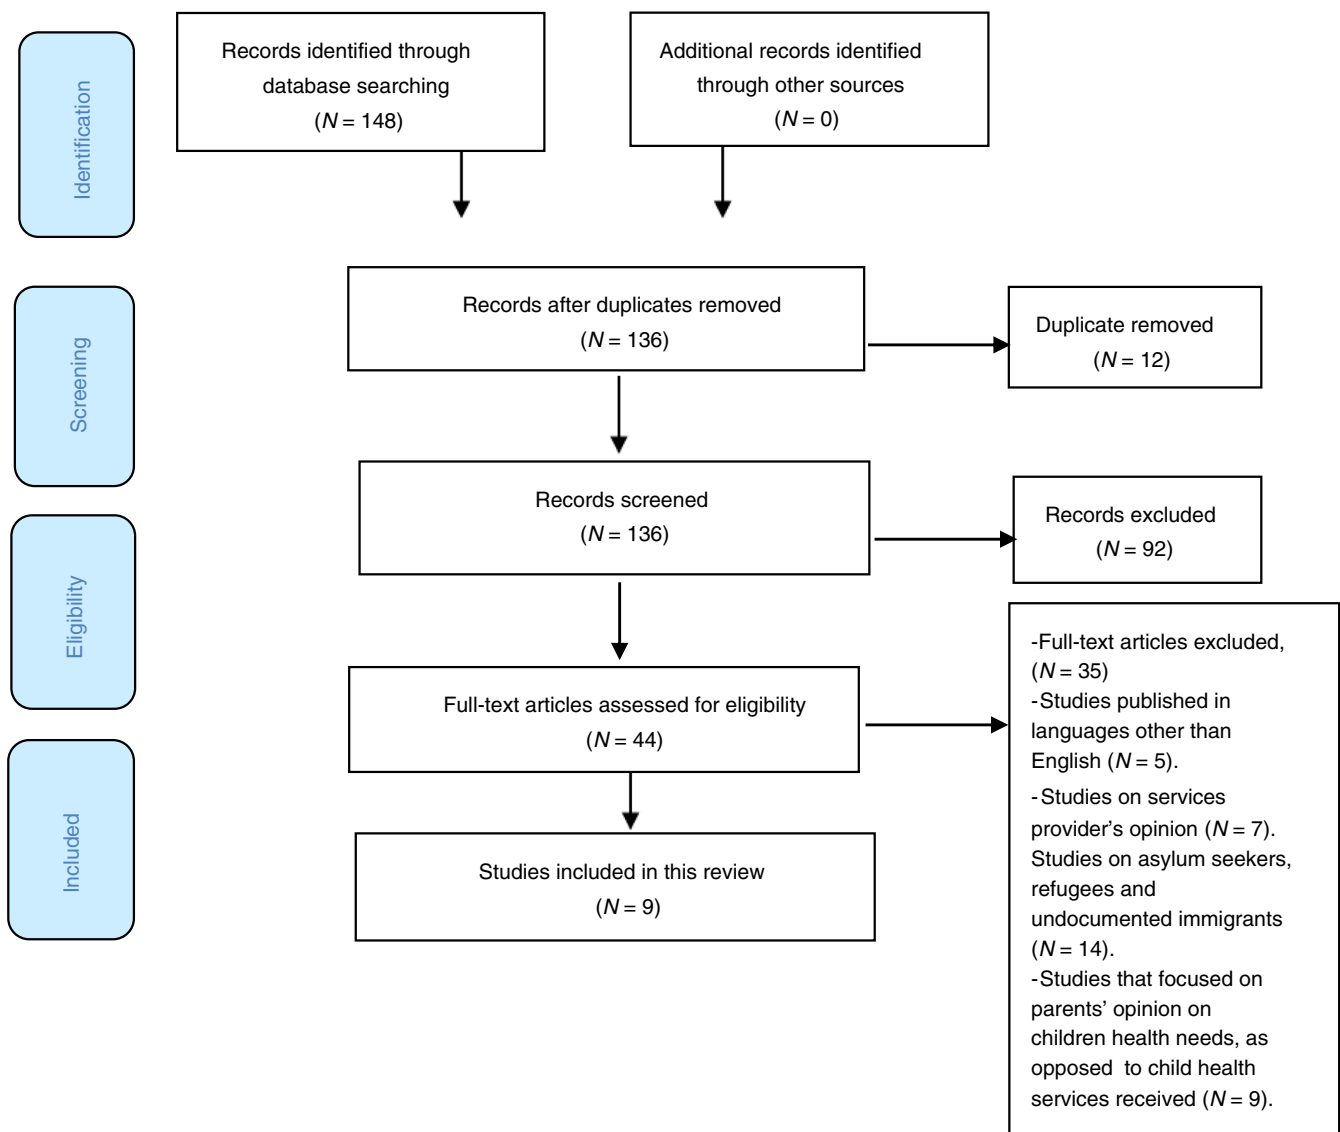 Identification
Records identified through
database searching
(N = 148)
Additional records identified
through other sources
(N = 0)
Screening
Records after duplicates removed
(N = 136)
Duplicate removed
(N = 12)
Records screened
(N = 136)
Records excluded
(N = 92)
Eligibility
Full-text articles assessed for eligibility
(N = 44)
-Full-text articles excluded,
(N = 35)
-Studies published in
languages other than
English (N = 5).
-Studies on services
provider’s opinion (N = 7).
Studies on asylum seekers,
refugees and
undocumented immigrants
(N = 14).
-Studies that focused on
parents’ opinion on
children health needs, as
opposed to child health
services received (N = 9).
Included
Studies included in this review
(N = 9)